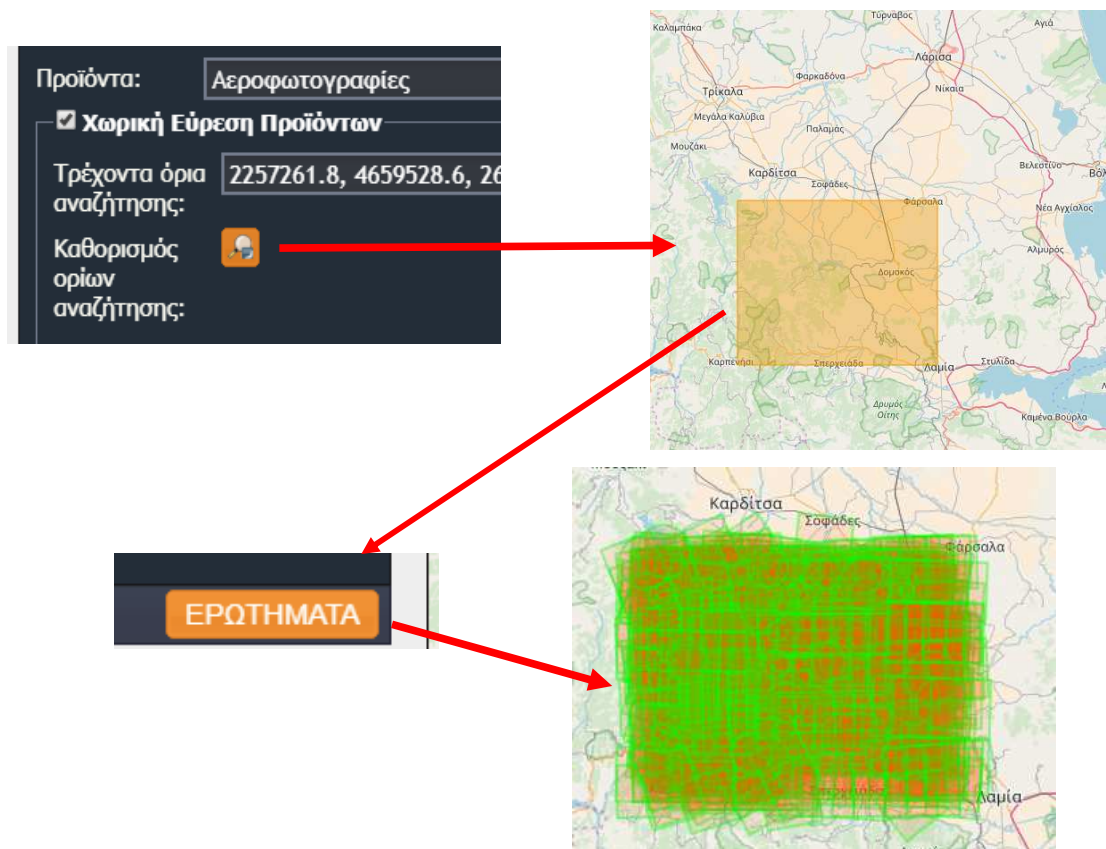 Προϊόντα:
Αεροφωτογραφίες
Χωρική Εύρεση Προϊόντων
Τρέχοντα όρια
αναζήτησης:
2257261.8, 4659528.6, 26
Καθορισμός
ορίων
αναζήτησης:
Τύρναβος
Αγιά
Καλαμπάκα
Λάρισα
Φαρκαδόνα
Τρίκαλα
Νίκαια
Μεγάλα Καλύβια
Παλαμάς
Μουζάκι
Βελεστίνο
Καρδίτσα
Βόλ
Σοφάδες
Φάρσαλα
Νέα Αγχίαλος
Αλμυρός
Δομοκός
Καρπενήσι
Σπερχειάδα
Λαμία
Στυλίδα
Δρυμός
Οίτης
Καμένα Βούρλα
ΕΡΩΤΗΜΑΤΑ
Καρδίτσα
Σοφάδες
Φάρσαλα
Σπερχειάδα
Λαμία